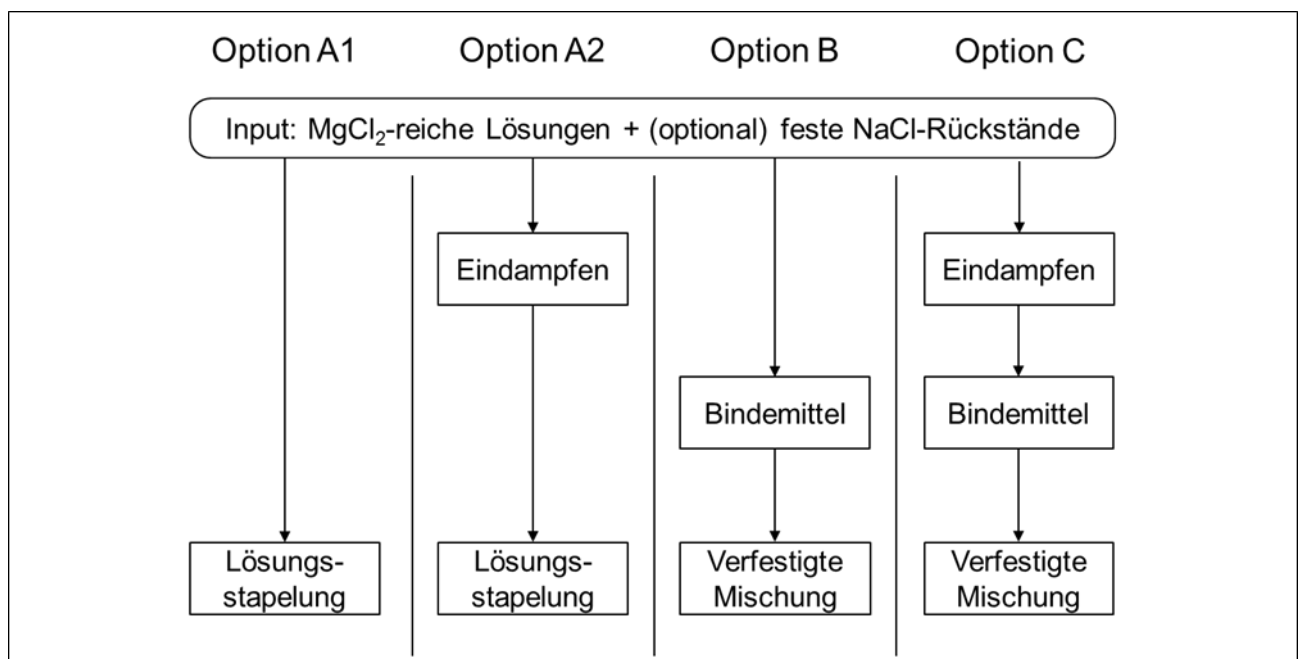 Option A1 Option A2 Option B Option C
Input: MgCl₂-reiche Lösungen + (optional) feste NaCl-Rückstände
Eindampfen Eindampfen
Bindemittel Bindemittel
Lösungs- Lösungs- Verfestigte Verfestigte
stapelung stapelung Mischung Mischung